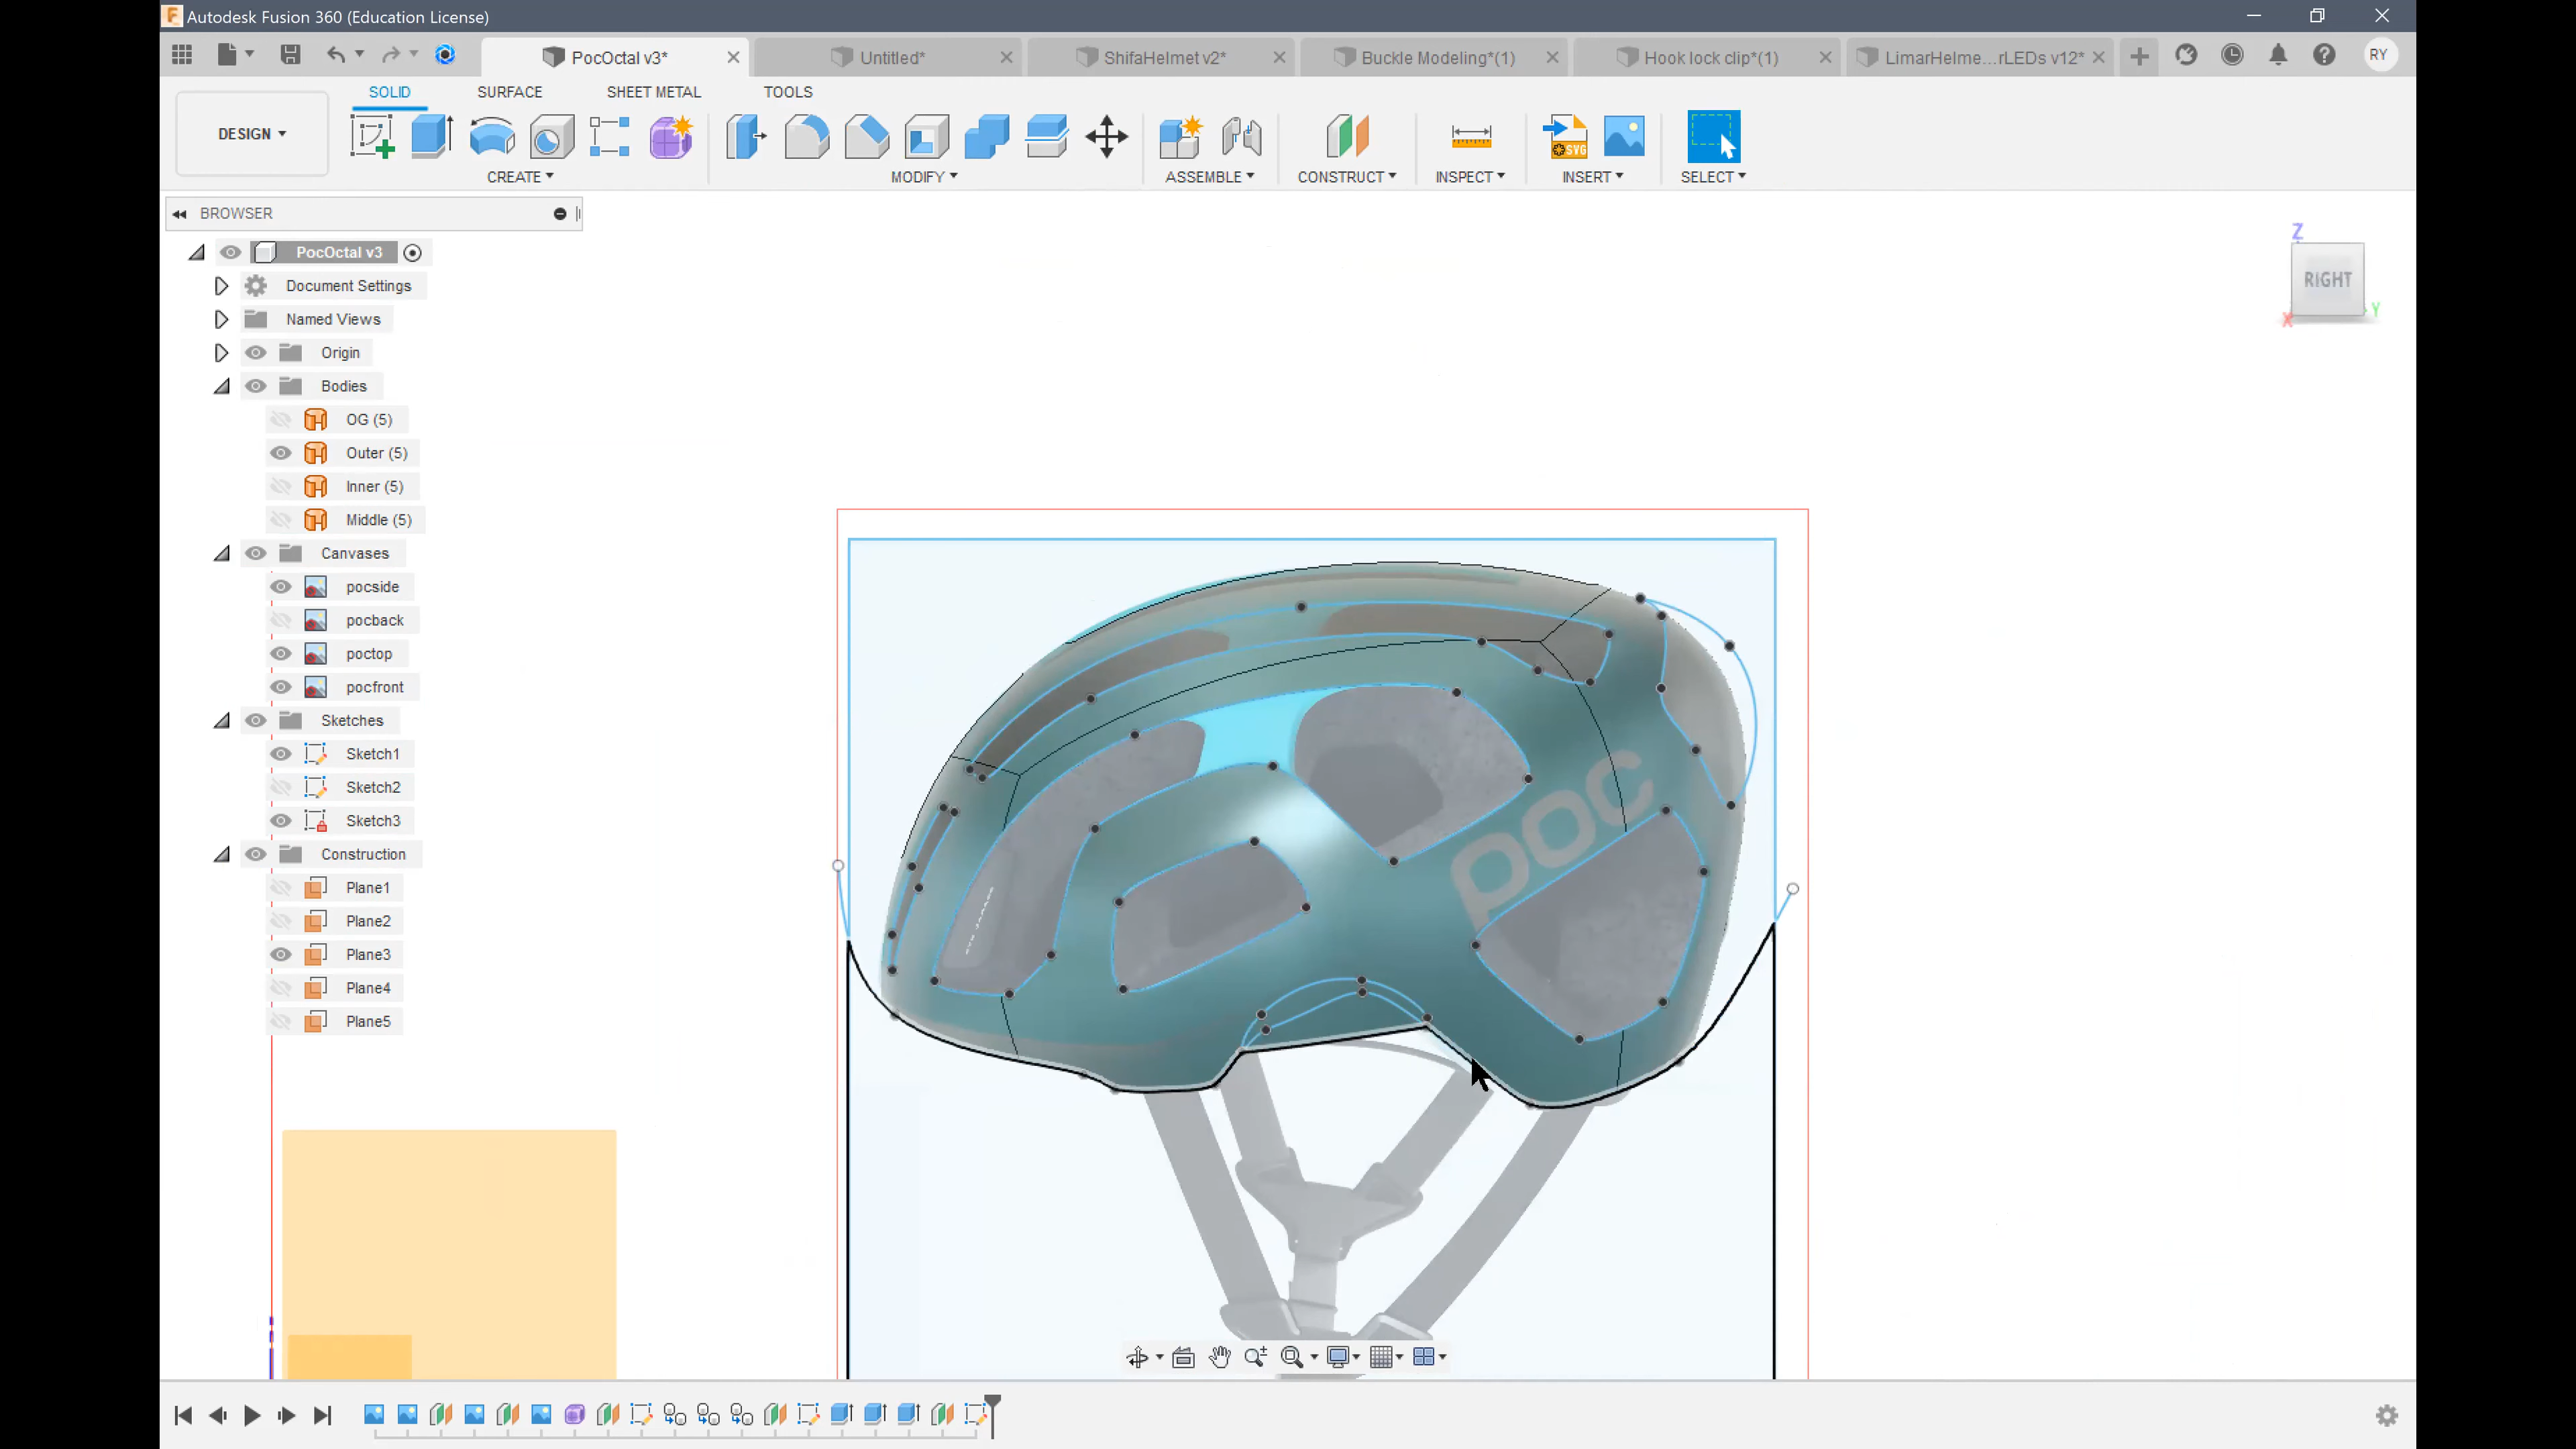 Autodesk Fusion 360 (Education License)
PocOctal v3*
Untitled*
ShifaHelmet v2*
Buckle Modeling*(1)
Hook lock clip*(1)
LimarHelme...rLEDs v12*
RY
SOLID
SURFACE
SHEET METAL
TOOLS
DESIGN
CREATE
MODIFY
ASSEMBLE
CONSTRUCT
INSPECT
SVG
INSERT
SELECT
BROWSER
PocOctal v3
Document Settings
Named Views
Origin
Bodies
OG (5)
Outer (5)
Inner (5)
Middle (5)
Canvases
pocside
pocback
poctop
pocfront
Sketches
Sketch1
Sketch2
Sketch3
Construction
Plane1
Plane2
Plane3
Plane4
Plane5
Z
RIGHT
X
Y
POC